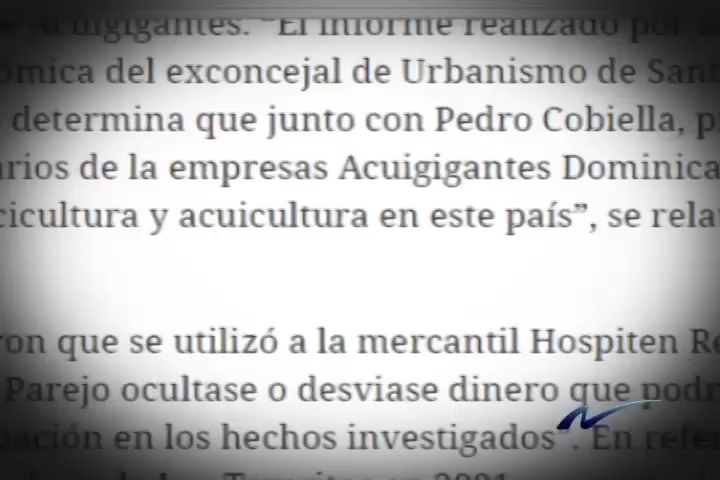 Acuigigantes. "El informe realizado por
ómica del exconcejal de Urbanismo de San
determina que junto con Pedro Cobiella, p
rios de la empresas Acuigigantes Dominica
cicultura y acuicultura en este país”, se rela
ron que se utilizó a la mercantil Hospiten R
Parejo ocultase o desviase dinero que podr
ación en los hechos investigados”. En refe